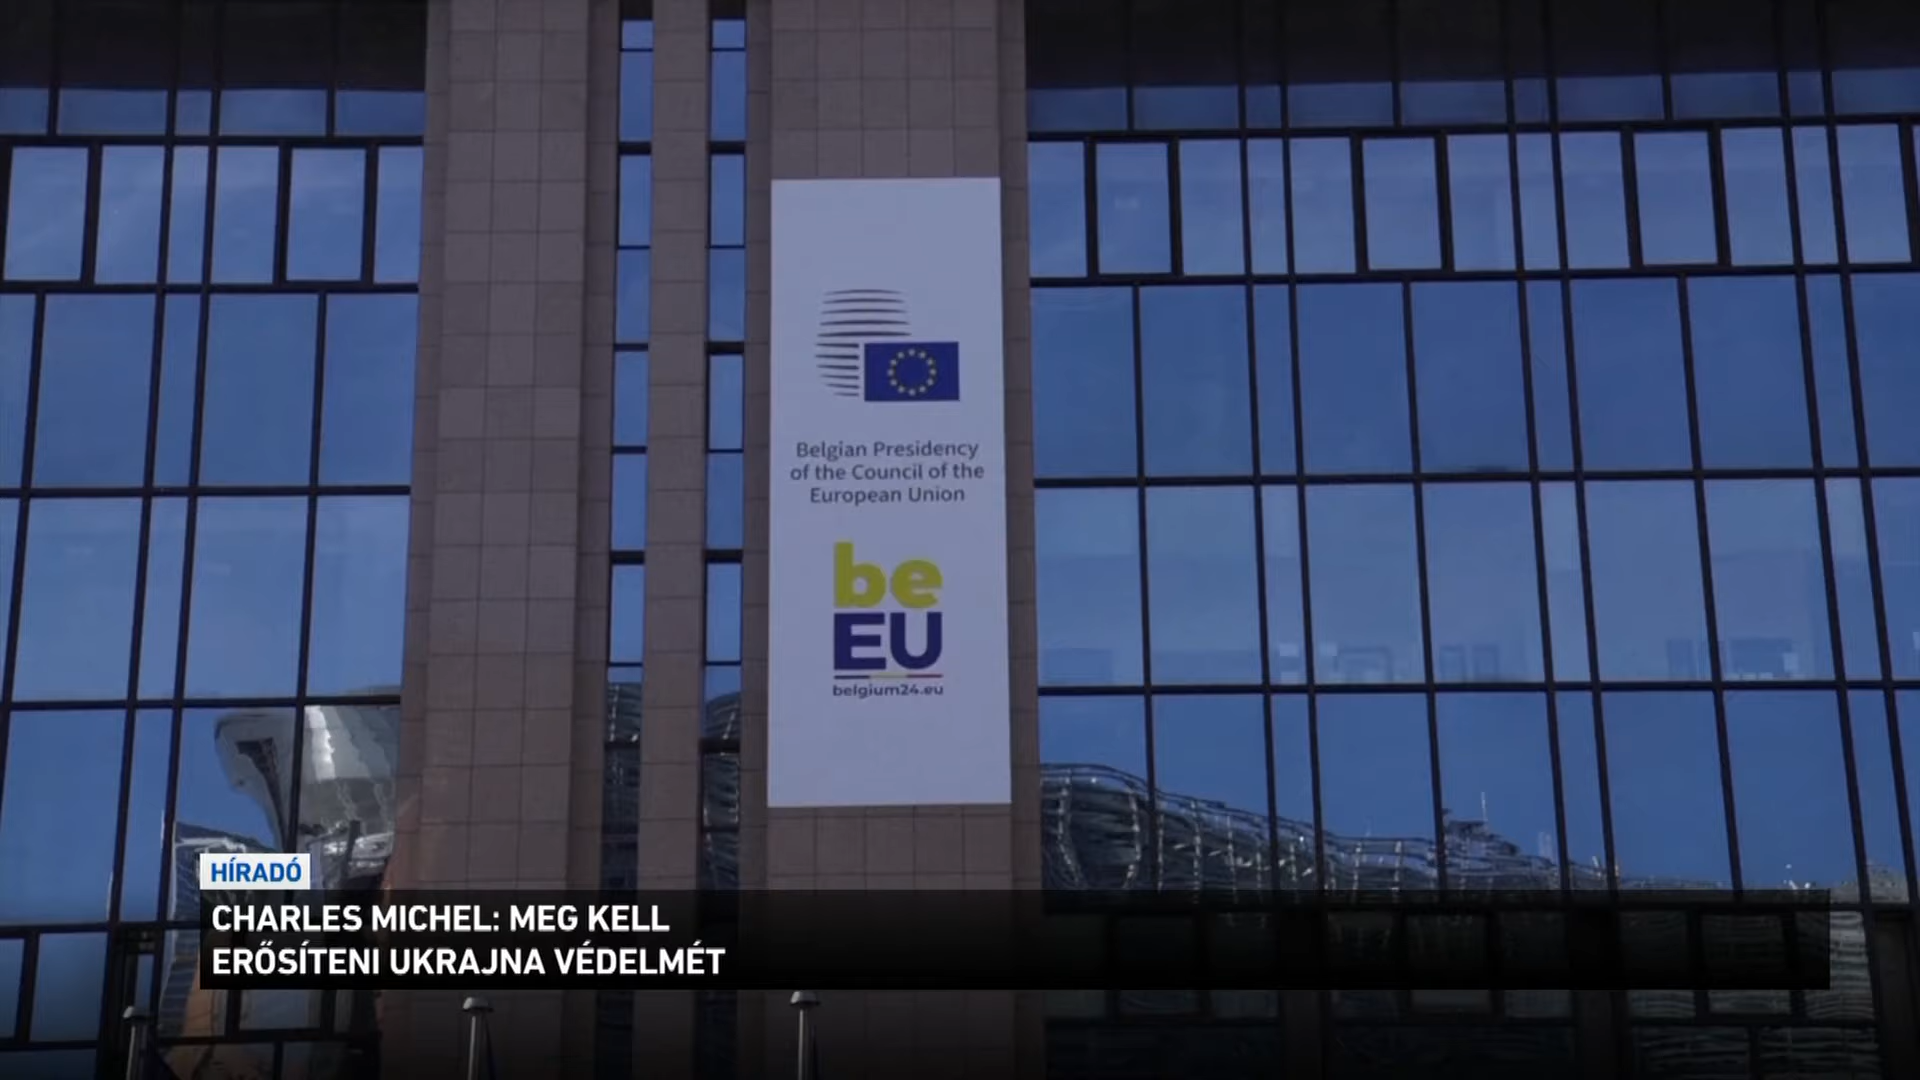 Belgian Presidency
of the Council of the
European Union
be
EU
belgium24.eu
HÍRADÓ
CHARLES MICHEL: MEG KELL
ERŐSÍTENI UKRAJNA VÉDELMÉT